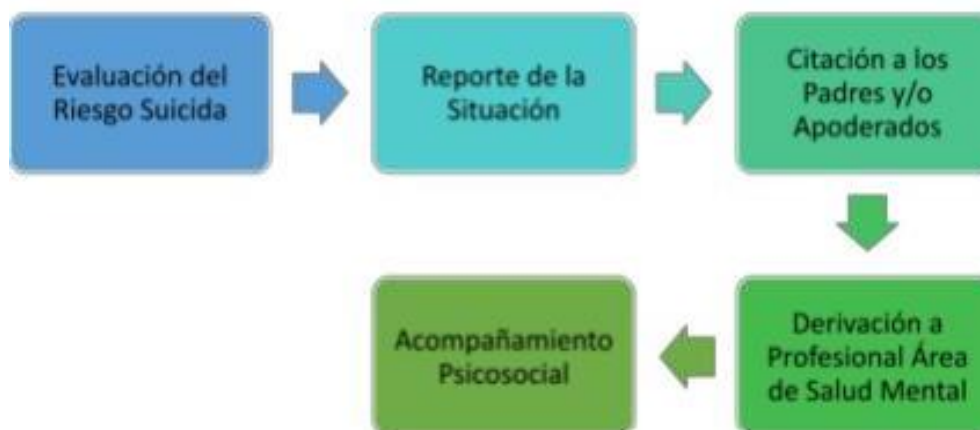 Evaluación del
Riesgo Suicida
Reporte de la
Situación
Citación a los
Padres y/o
Apoderados
Derivación a
Profesional Área
de Salud Mental
Acompañamiento
Psicosocial